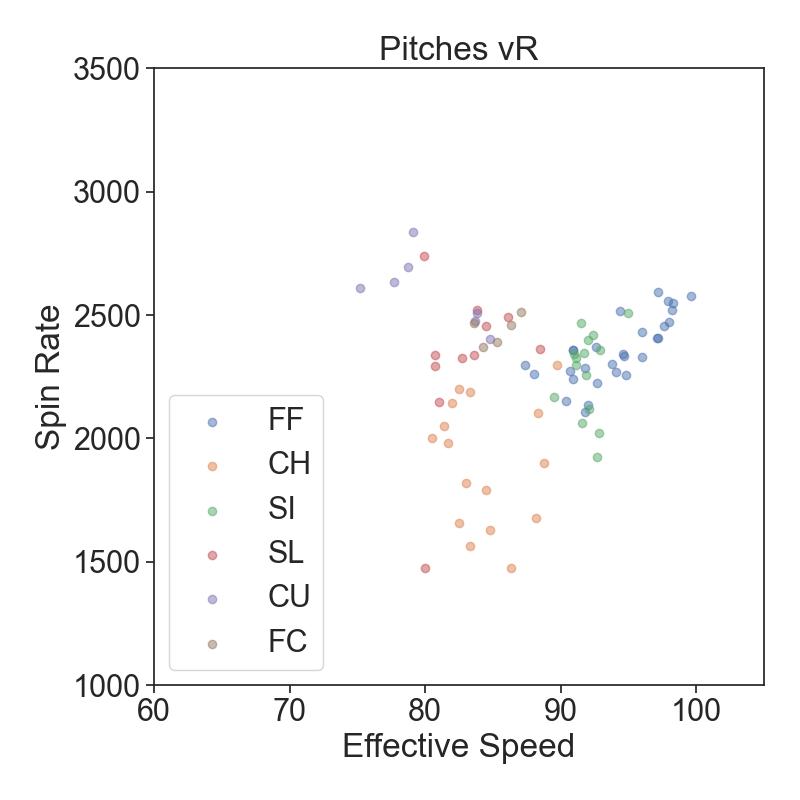 Pitches vR
3500
3000
2500
2000
1500
1000
Spin Rate
FF
CH
SI
SL
CU
FC
60 70 80 90 100
Effective Speed